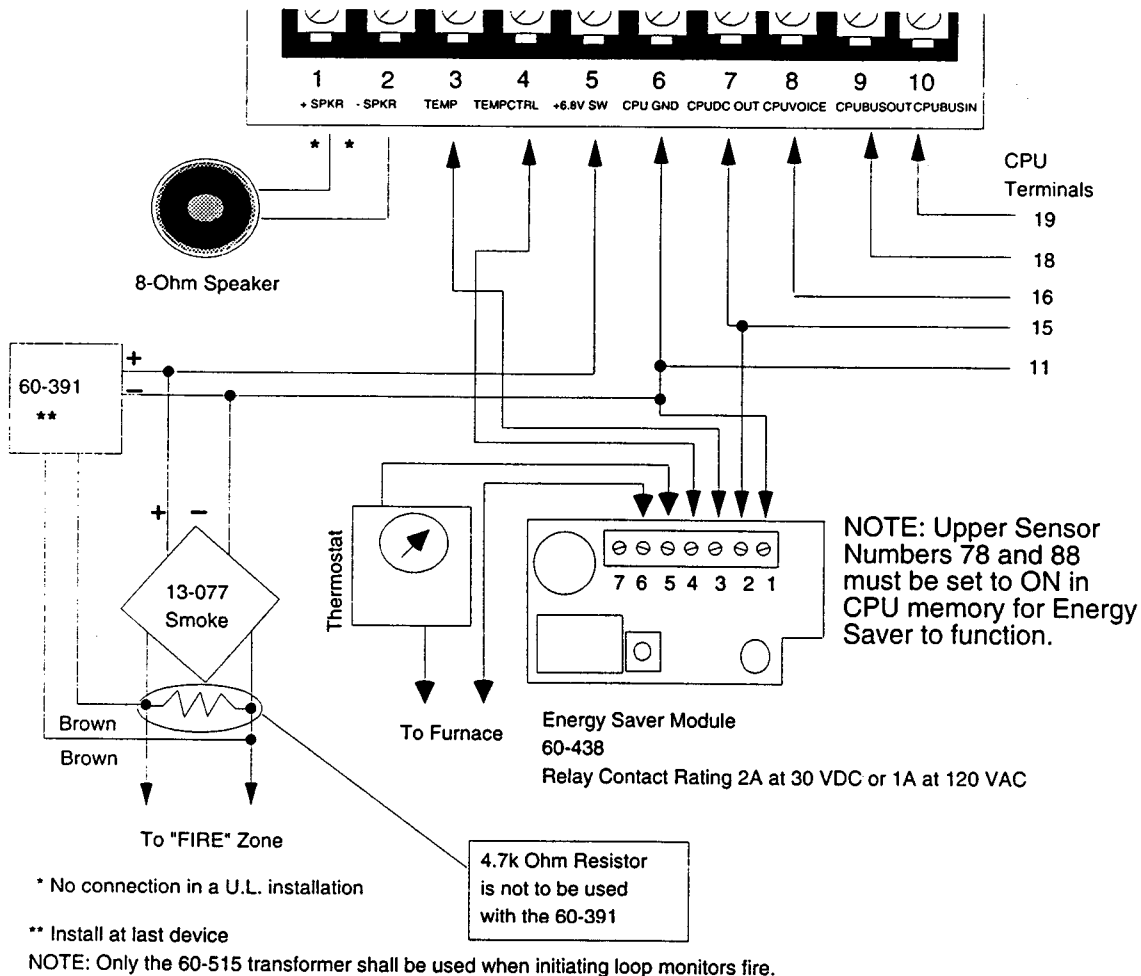 1 2 3 4 5 6 7 8 9 10
+ SPKR - SPKR TEMP TEMPCTRL +6.8V SW CPU GND CPUDC OUT CPUVOICE CPUBUSOUT CPUBUSIN
* *
CPU
Terminals
19
18
16
15
11
8-Ohm Speaker
+
60-391
−
**
+ −
13-077
Smoke
Thermostat
7 6 5 4 3 2 1
NOTE: Upper Sensor
Numbers 78 and 88
must be set to ON in
CPU memory for Energy
Saver to function.
Brown
Brown
To Furnace
Energy Saver Module
60-438
Relay Contact Rating 2A at 30 VDC or 1A at 120 VAC
To "FIRE" Zone
4.7k Ohm Resistor
is not to be used
with the 60-391
* No connection in a U.L. installation
** Install at last device
NOTE: Only the 60-515 transformer shall be used when initiating loop monitors fire.